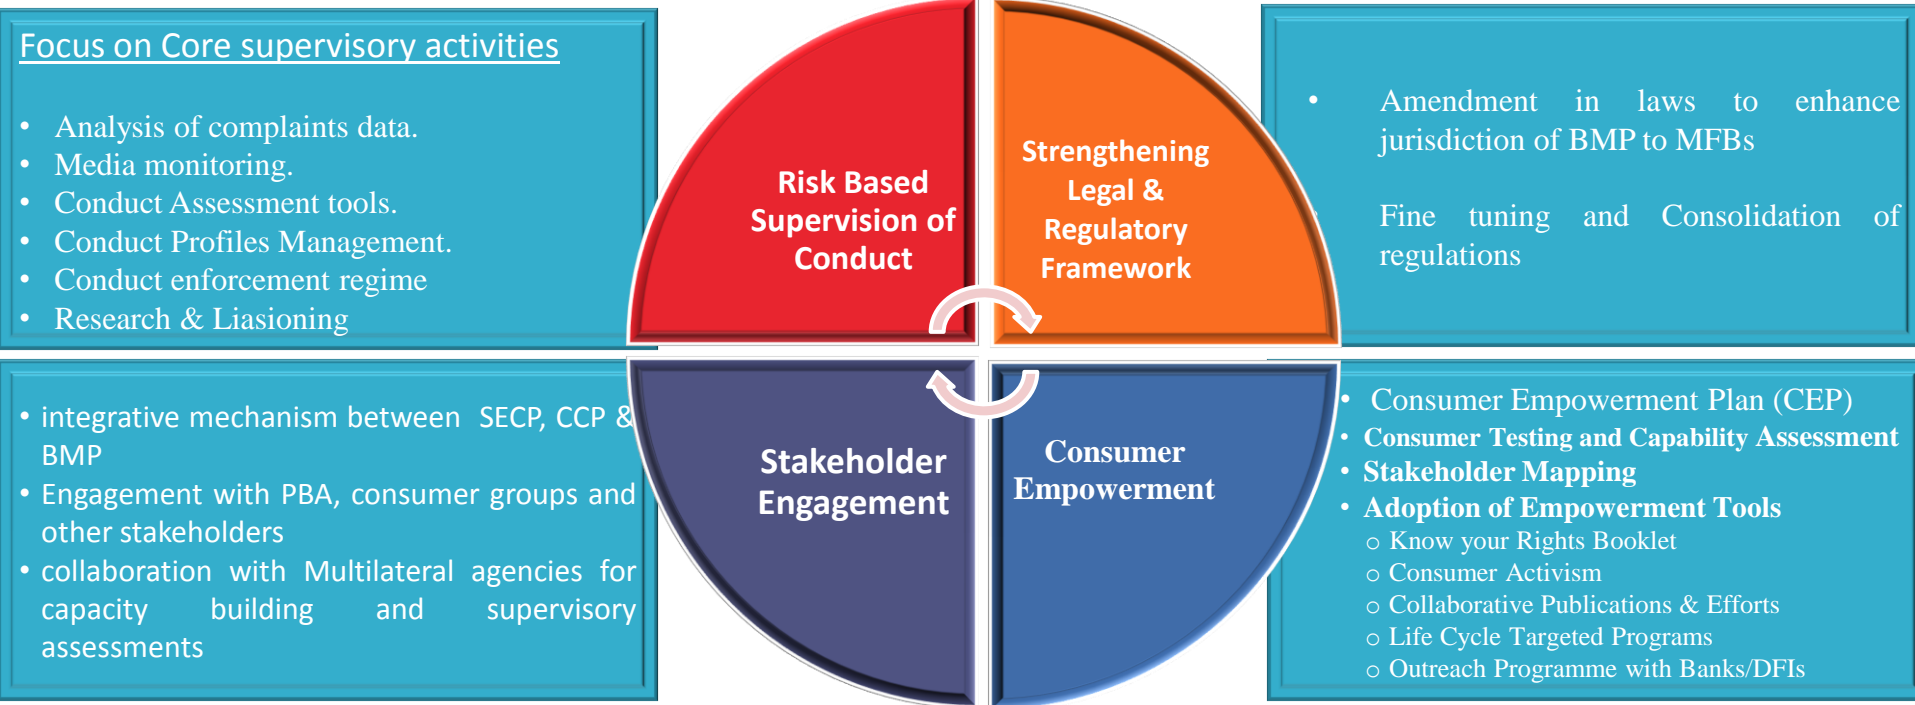 Focus on Core supervisory activities
• Analysis of complaints data.
• Media monitoring.
• Conduct Assessment tools.
• Conduct Profiles Management.
• Conduct enforcement regime
• Research & Liasioning
Risk Based
Supervision of
Conduct
Strengthening
Legal &
Regulatory
Framework
• Amendment in laws to enhance
jurisdiction of BMP to MFBs
Fine tuning and Consolidation of
regulations
• integrative mechanism between SECP, CCP &
BMP
• Engagement with PBA, consumer groups and
other stakeholders
• collaboration with Multilateral agencies for
capacity building and supervisory
assessments
Stakeholder
Engagement
Consumer
Empowerment
• Consumer Empowerment Plan (CEP)
• Consumer Testing and Capability Assessment
• Stakeholder Mapping
• Adoption of Empowerment Tools
o Know your Rights Booklet
o Consumer Activism
o Collaborative Publications & Efforts
o Life Cycle Targeted Programs
o Outreach Programme with Banks/DFIs